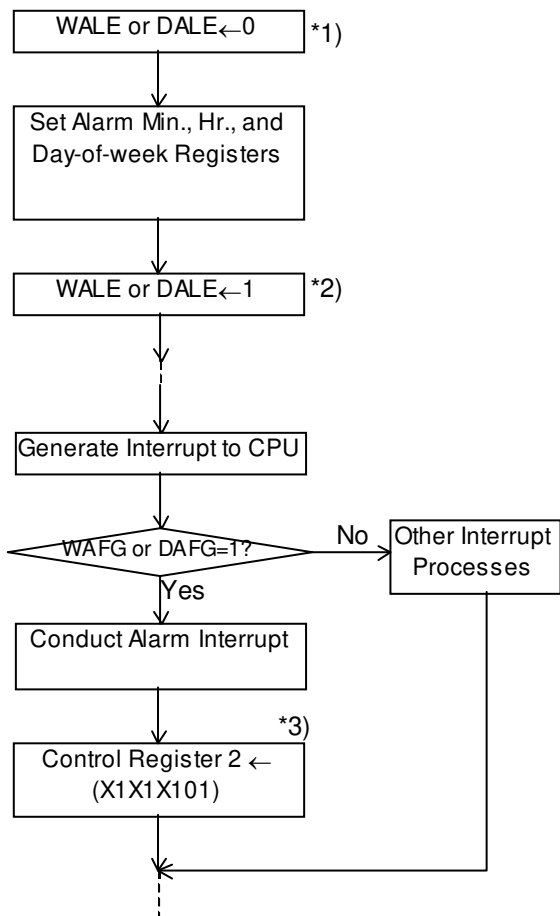 WALE or DALE←0
*1)
Set Alarm Min., Hr., and
Day-of-week Registers
WALE or DALE←1
*2)
Generate Interrupt to CPU
WAFG or DAFG=1?
No
Other Interrupt
Processes
Yes
Conduct Alarm Interrupt
*3)
Control Register 2 ←
(X1X1X101)